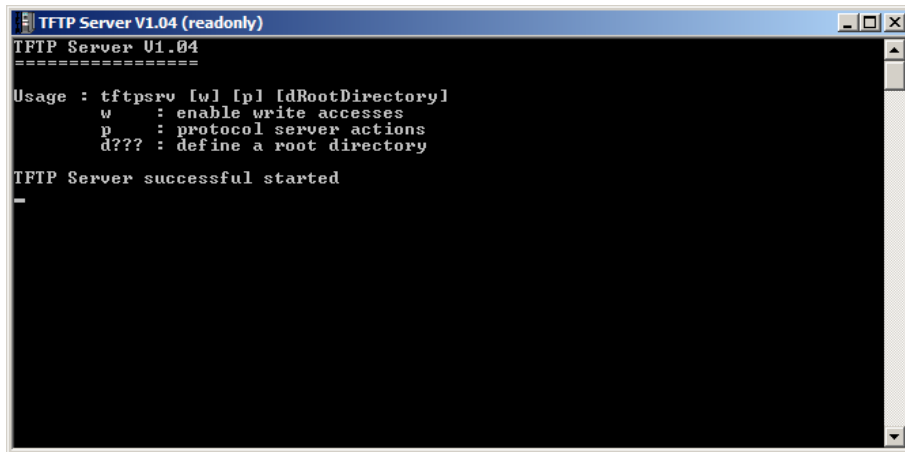 TFTP Server V1.04 (readonly)
TFTP Server V1.04
=================
Usage : tftpsrv [w] [p] [dRootDirectory]
w : enable write accesses
p : protocol server actions
d??? : define a root directory
TFTP Server successful started